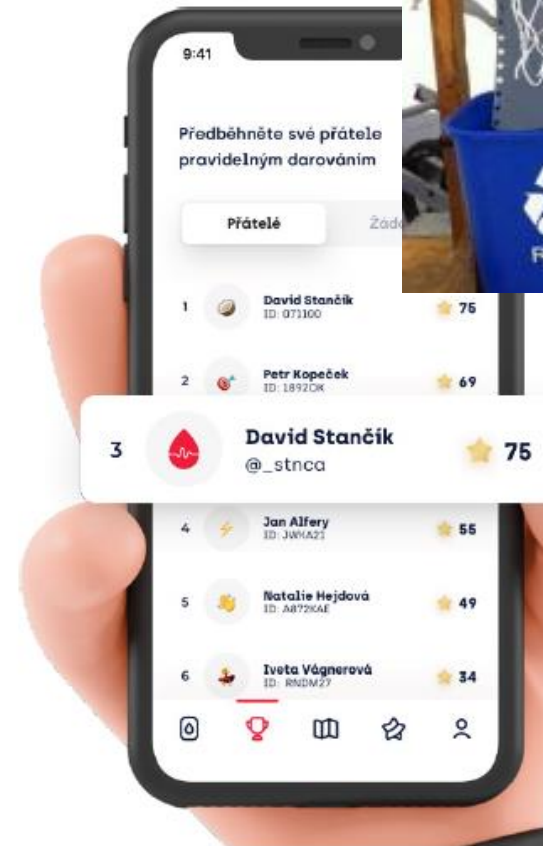 9:41
Předběhněte své přátele
pravidelným darováním
Přátelé
1 David Stančík 75
ID: 071100
2 Petr Kopeček 69
ID: 1892OK
3 David Stančík 75
@_stnca
4 Jan Alfery 55
ID: JWKA21
5 Natalie Hejdová 49
ID: A872KAE
6 Iveta Vágnerová 34
ID: RNDM27